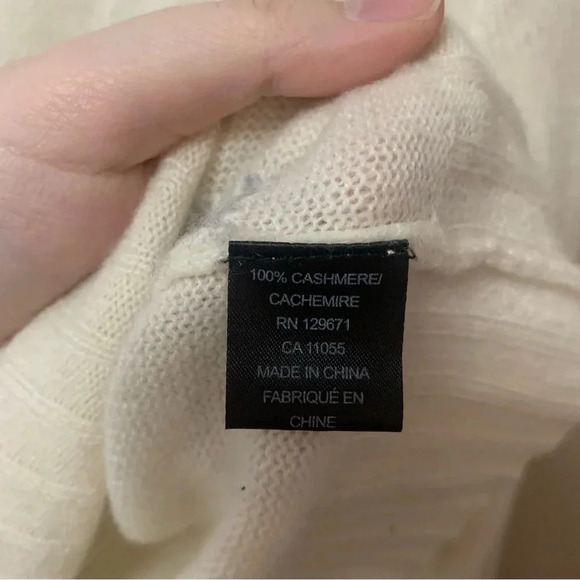 100% CASHMERE/
CACHEMIRE
RN 129671
CA 11055
MADE IN CHINA
FABRIQUÉ EN
CHINE